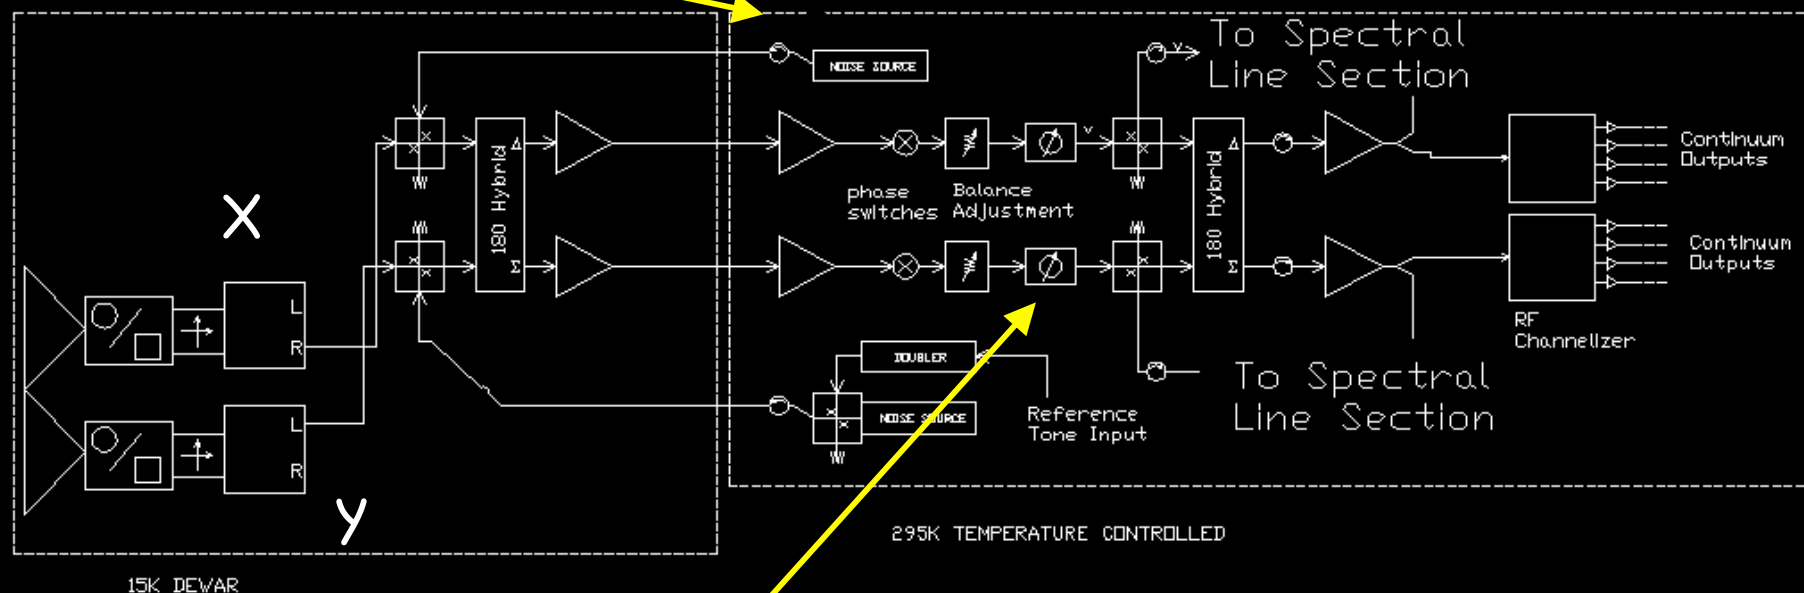 To Spectral
Line Section
NOISE SOURCE
Δ
180 Hybrid
Σ
v
v
Δ
180 Hybrid
Σ
phase
switches
Balance
Adjustment
Continuum
Outputs
Continuum
Outputs
X
L
R
L
R
y
DOUBLER
NOISE SOURCE
Reference
Tone Input
RF
Channelizer
To Spectral
Line Section
295K TEMPERATURE CONTROLLED
15K DEWAR